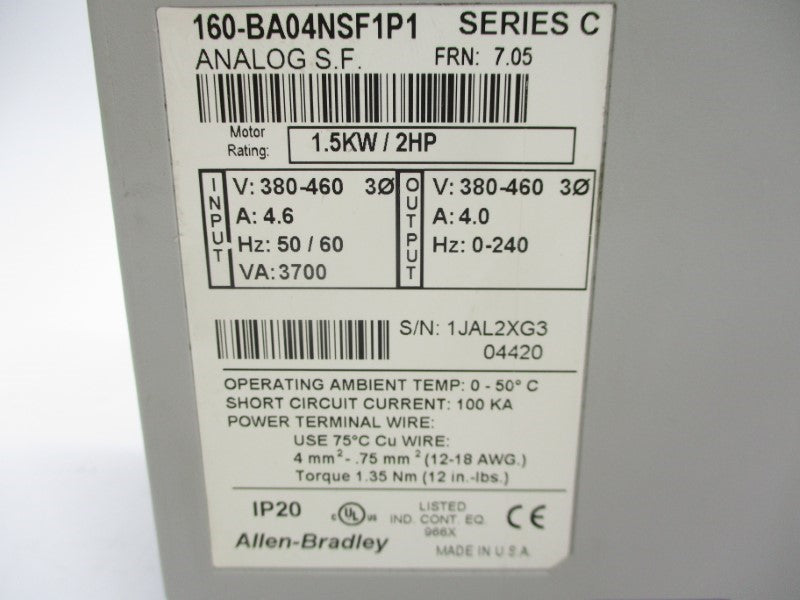 160-BA04NSF1P1 SERIES C
ANALOG S.F. FRN: 7.05
Motor Rating: 1.5KW / 2HP
INPUT
V: 380-460 3Ø
A: 4.6
Hz: 50 / 60
VA: 3700
OUTPUT
V: 380-460 3Ø
A: 4.0
Hz: 0-240
S/N: 1JAL2XG3
04420
OPERATING AMBIENT TEMP: 0 - 50° C
SHORT CIRCUIT CURRENT: 100 KA
POWER TERMINAL WIRE:
USE 75°C Cu WIRE:
4 mm² - .75 mm² (12-18 AWG.)
Torque 1.35 Nm (12 in.-lbs.)
IP20 c UL us LISTED IND. CONT. EQ. 966X CE
Allen-Bradley MADE IN U.S.A.